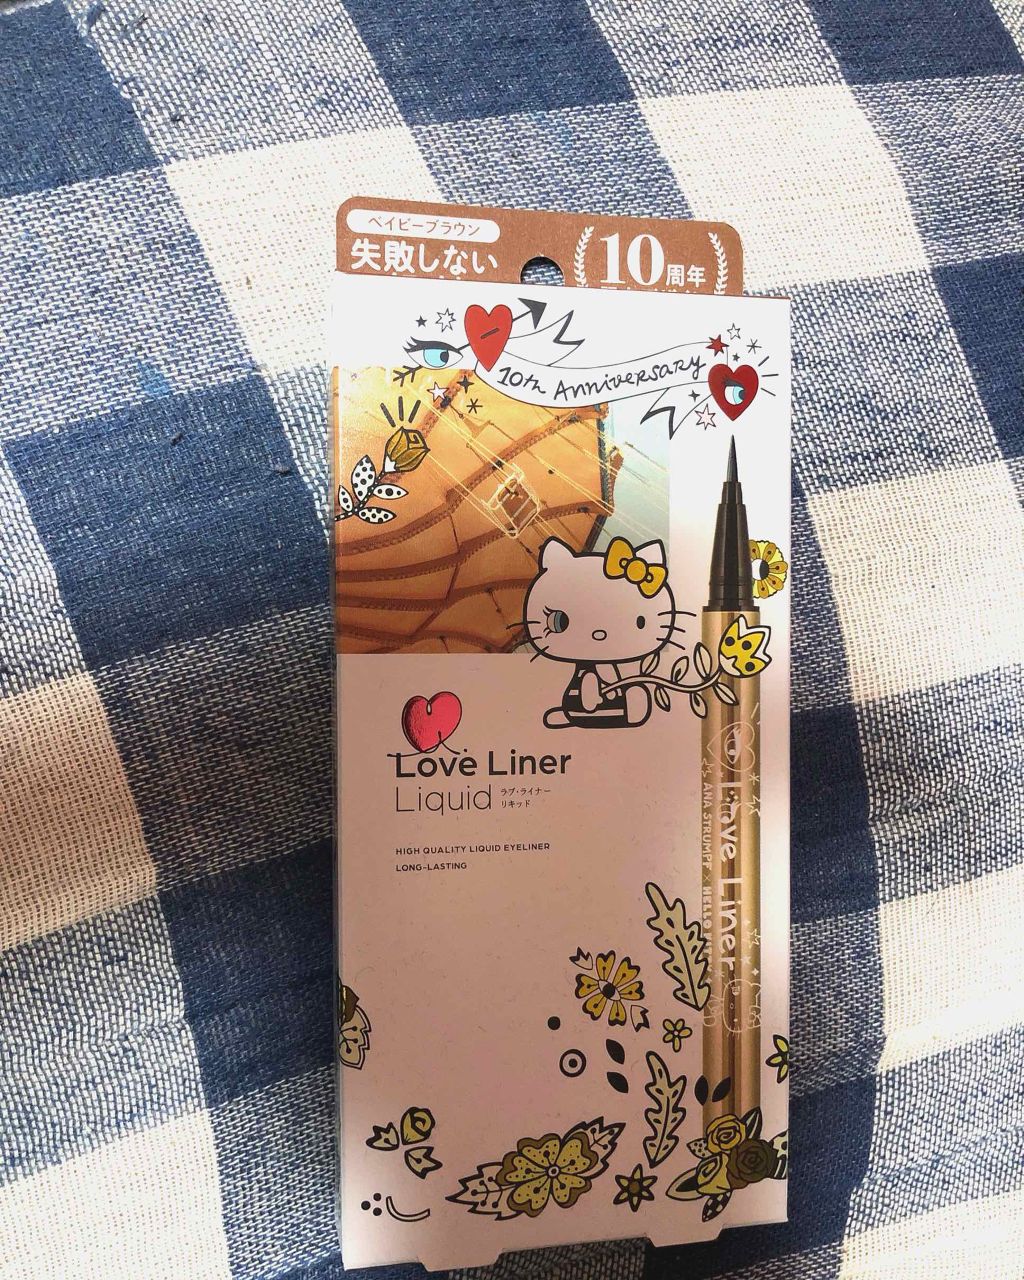 ベイビーブラウン
失敗しない
10周年
10th Anniversary
Love Liner
Liquid ラブ・ライナー
リキッド
HIGH QUALITY LIQUID EYELINER
LONG-LASTING
Love Liner
ANA STRUMPF × HELLO